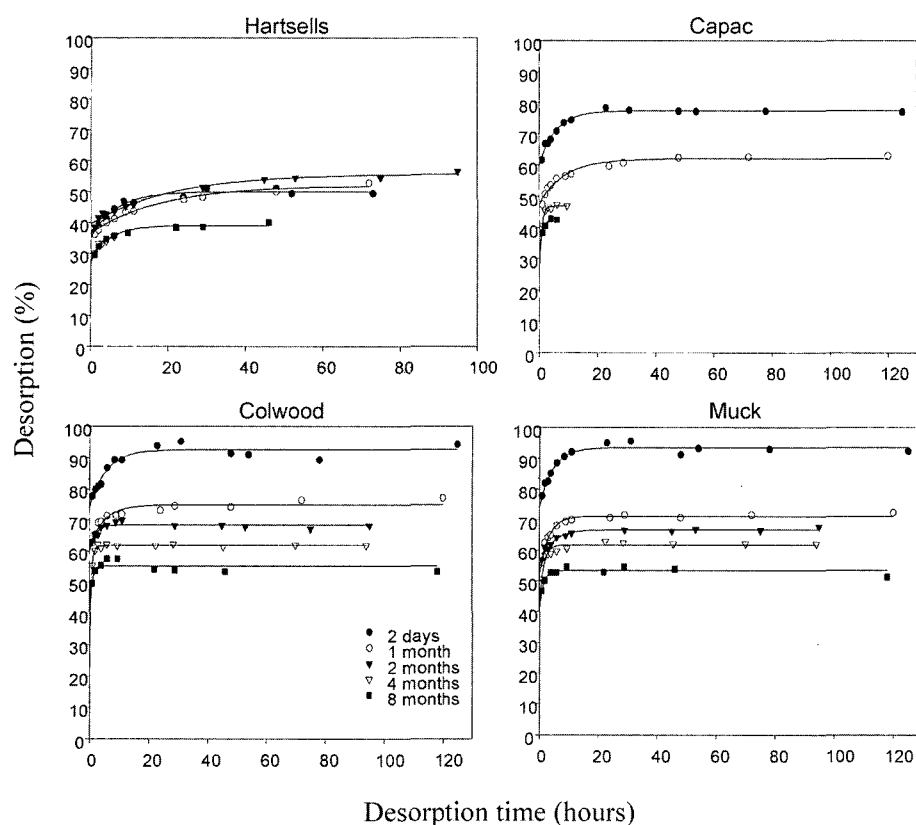 Hartsells
Capac
100
90
80
70
60
50
40
30
20
10
0
0 20 40 60 80 100
100
90
80
70
60
50
40
30
20
10
0
0 20 40 60 80 100 120
Desorption (%)
Colwood
Muck
100
90
80
70
60
50
40
30
20
10
0
0 20 40 60 80 100 120
2 days
1 month
2 months
4 months
8 months
100
90
80
70
60
50
40
30
20
10
0
0 20 40 60 80 100 120
Desorption time (hours)